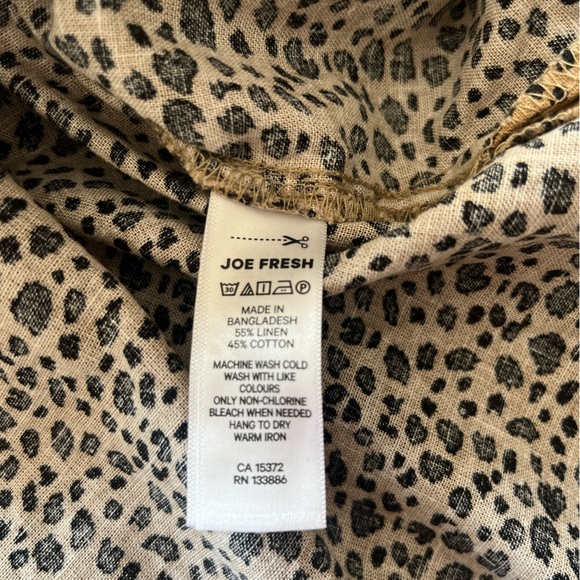 JOE FRESH
30 P
MADE IN
BANGLADESH
55% LINEN
45% COTTON
MACHINE WASH COLD
WASH WITH LIKE
COLOURS
ONLY NON-CHLORINE
BLEACH WHEN NEEDED
HANG TO DRY
WARM IRON
CA 15372
RN 133886